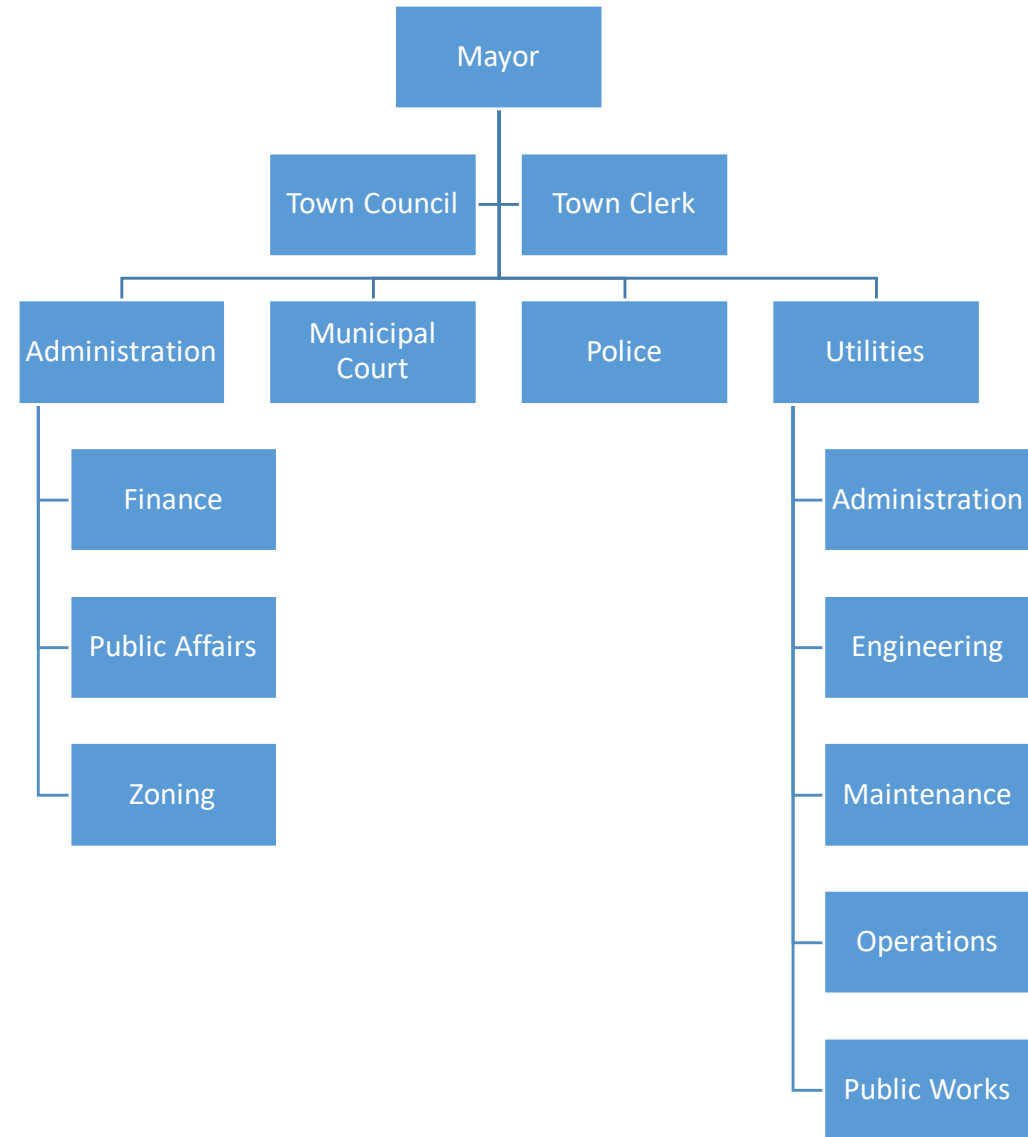 Mayor
Town Council
Town Clerk
Administration
Municipal
Court
Police
Utilities
Finance
Public Affairs
Zoning
Administration
Engineering
Maintenance
Operations
Public Works